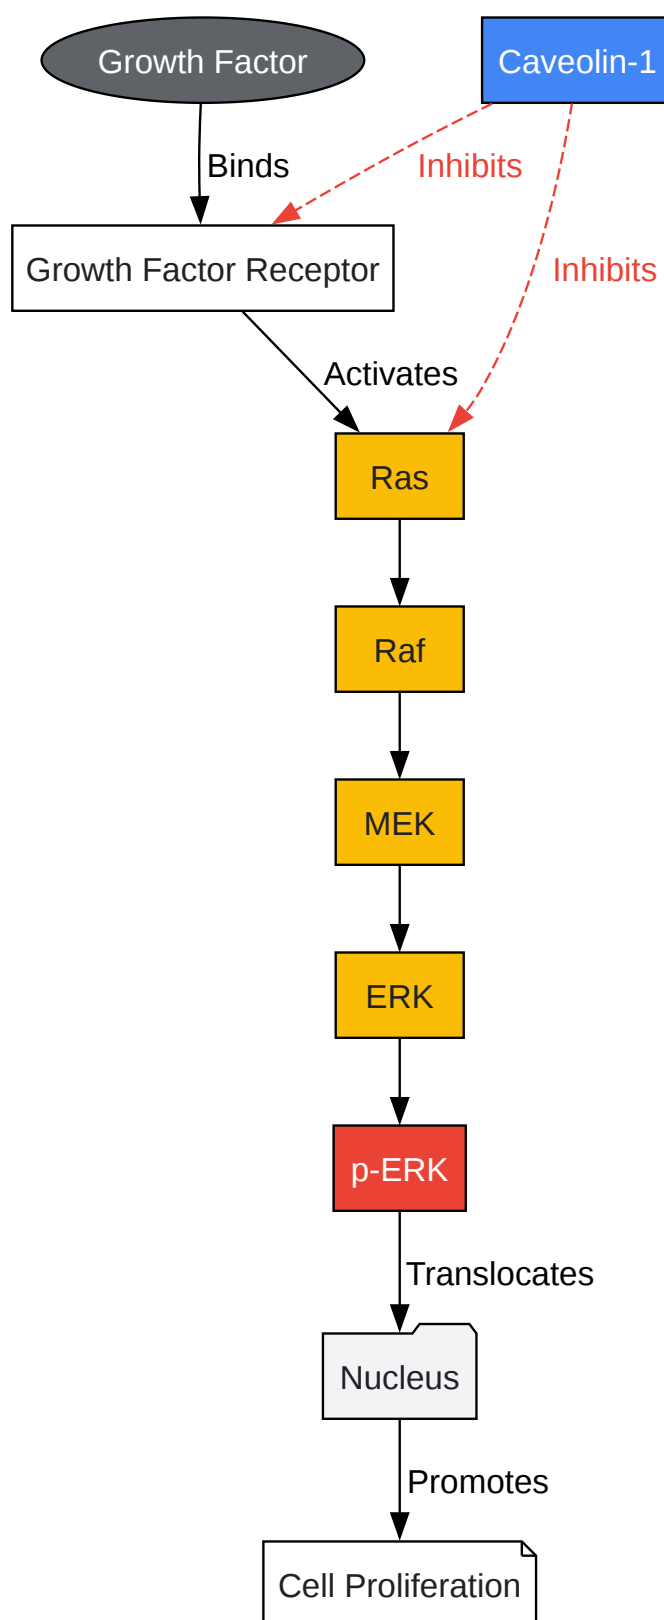 Growth Factor
Caveolin-1
Binds
Inhibits
Growth Factor Receptor
Inhibits
Activates
Ras
Raf
MEK
ERK
p-ERK
Translocates
Nucleus
Promotes
Cell Proliferation